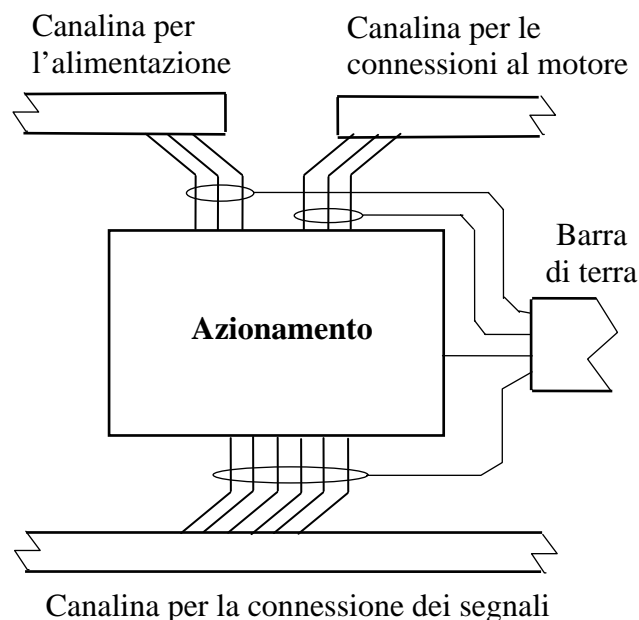 Canalina per
l’alimentazione
Canalina per le
connessioni al motore
Barra
di terra
Azionamento
Canalina per la connessione dei segnali